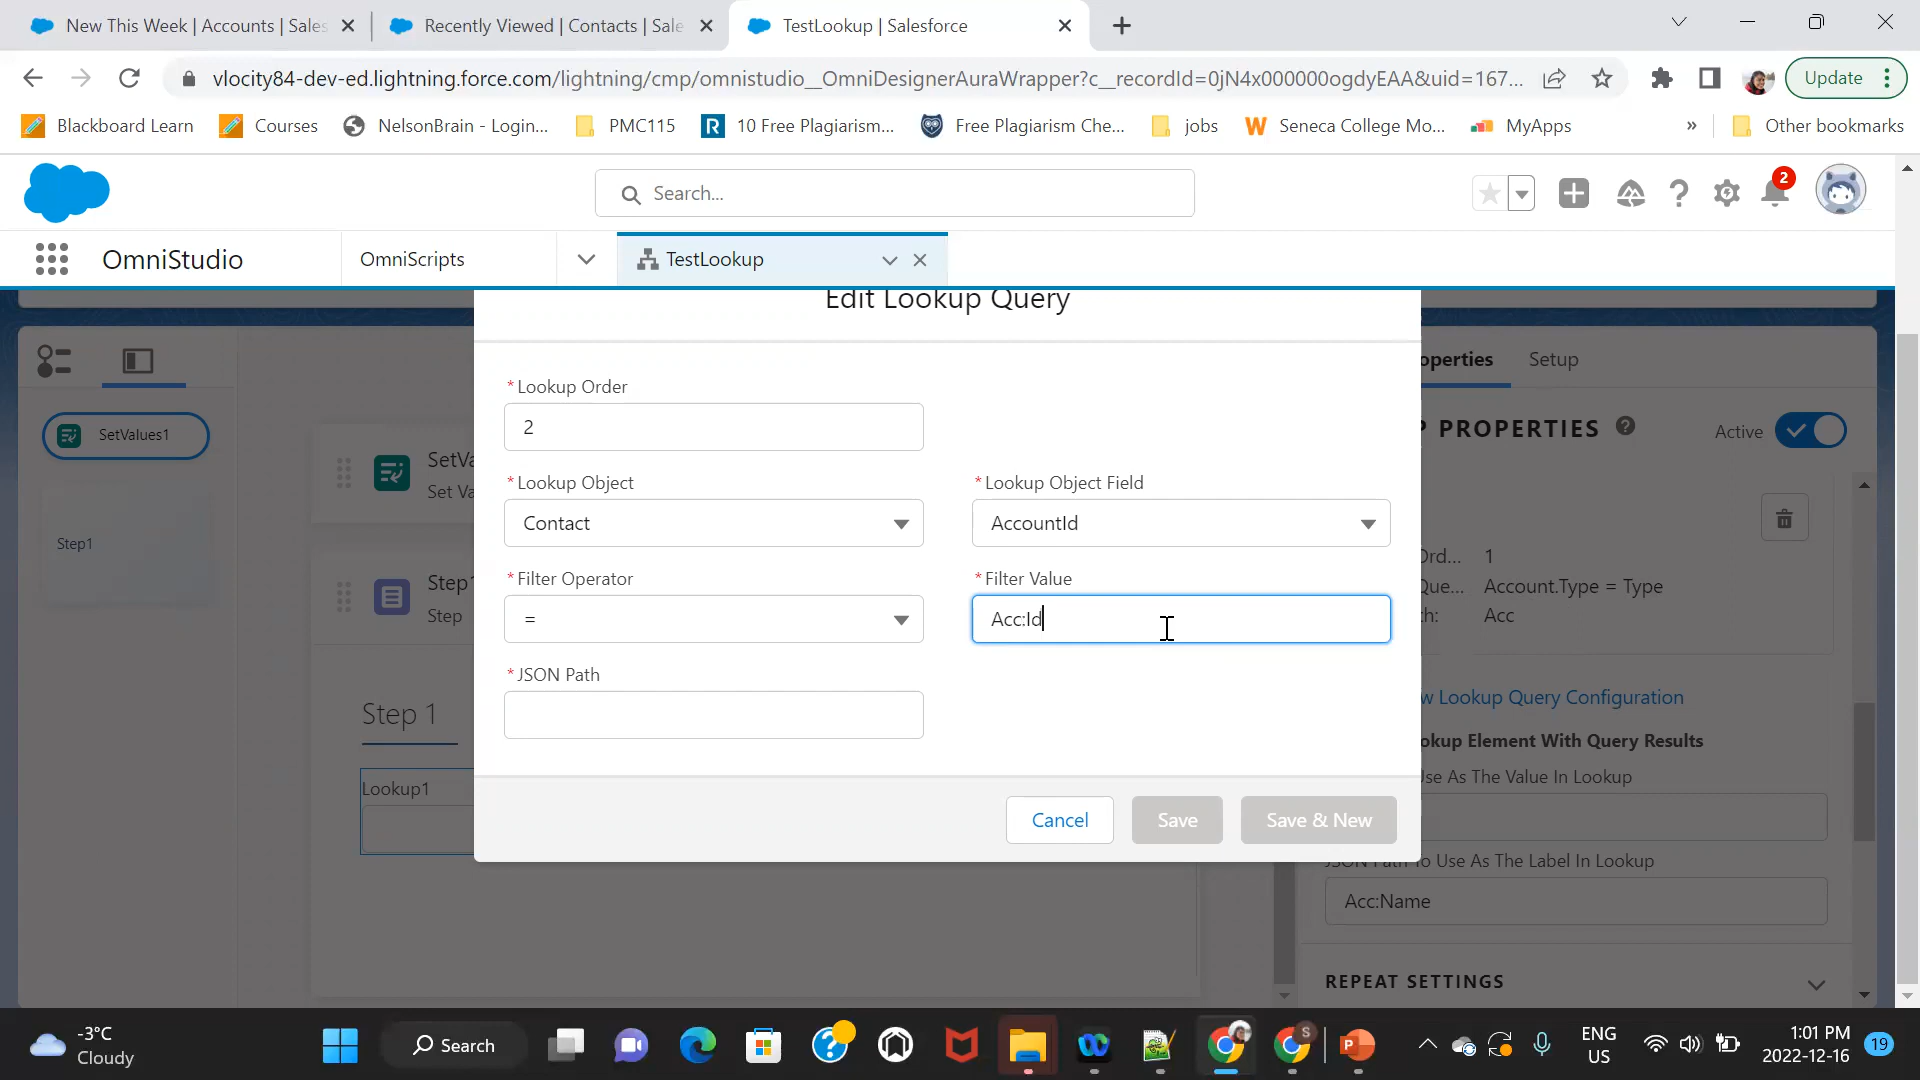 New This Week | Accounts | Sales
Recently Viewed | Contacts | Sale
TestLookup | Salesforce
vlocity84-dev-ed.lightning.force.com/lightning/cmp/omnistudio__OmniDesignerAuraWrapper?c__recordId=0jN4x000000ogdyEAA&uid=167...
Update
Blackboard Learn
Courses
NelsonBrain - Login...
PMC115
R
10 Free Plagiarism...
Free Plagiarism Che...
jobs
W
Seneca College Mo...
MyApps
»
Other bookmarks
Search...
2
OmniStudio
OmniScripts
TestLookup
Edit Lookup Query
SetValues1
Step1
SetVa
Set Va
Step1
Step
Step 1
Lookup1
*Lookup Order
2
*Lookup Object
Contact
*Lookup Object Field
AccountId
*Filter Operator
=
*Filter Value
Acc:Id
*JSON Path
Cancel
Save
Save & New
operties
Setup
PROPERTIES
Active
Ord... 1
Que... Account.Type = Type
th: Acc
w Lookup Query Configuration
okup Element With Query Results
Use As The Value In Lookup
JSON Path To Use As The Label In Lookup
Acc:Name
REPEAT SETTINGS
-3°C
Cloudy
Search
S
P
ENG
US
1:01 PM
2022-12-16
19